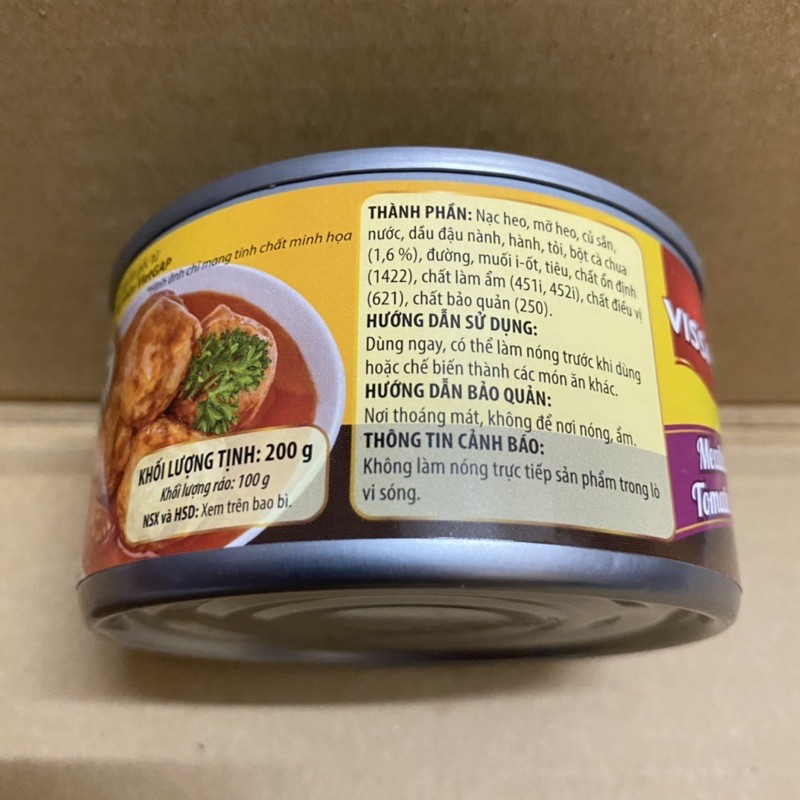 VietGAP
Hình ảnh chỉ mang tính chất minh họa
KHỐI LƯỢNG TỊNH: 200 g
Khối lượng ráo: 100 g
NSX và HSD: Xem trên bao bì.
THÀNH PHẦN: Nạc heo, mỡ heo, củ sắn,
nước, dầu đậu nành, hành, tỏi, bột cà chua
(1,6 %), đường, muối i-ốt, tiêu, chất ổn định
(1422), chất làm ẩm (451i, 452i), chất điều vị
(621), chất bảo quản (250).
HƯỚNG DẪN SỬ DỤNG:
Dùng ngay, có thể làm nóng trước khi dùng
hoặc chế biến thành các món ăn khác.
HƯỚNG DẪN BẢO QUẢN:
Nơi thoáng mát, không để nơi nóng, ẩm.
THÔNG TIN CẢNH BÁO:
Không làm nóng trực tiếp sản phẩm trong lò
vi sóng.
VISS